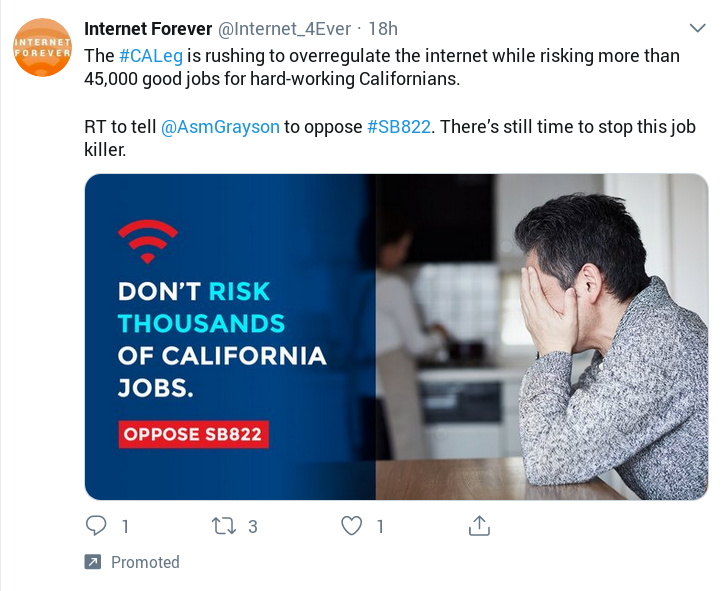 INTERNET
FOREVER
Internet Forever @Internet_4Ever · 18h
The #CALeg is rushing to overregulate the internet while risking more than
45,000 good jobs for hard-working Californians.
RT to tell @AsmGrayson to oppose #SB822. There’s still time to stop this job
killer.
DON’T RISK
THOUSANDS
OF CALIFORNIA
JOBS.
OPPOSE SB822
1 3 1
Promoted